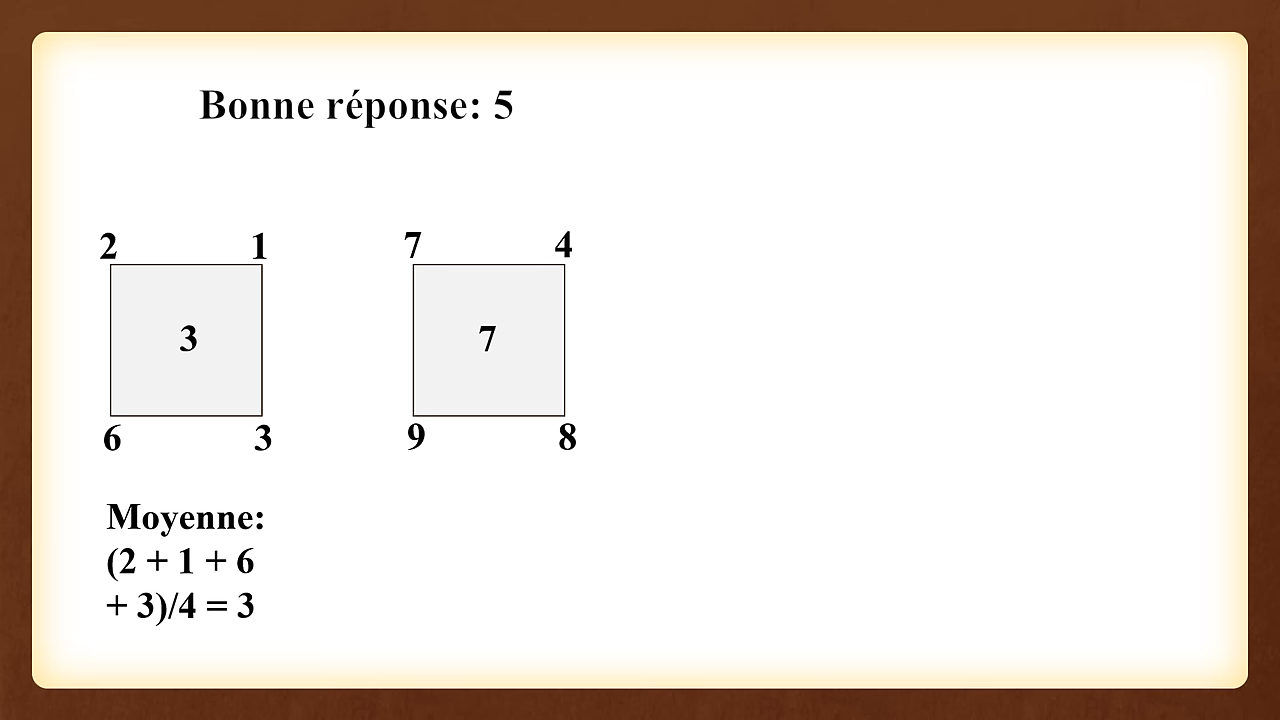 Bonne réponse: 5
2 1 7 4
3 7
6 3 9 8
Moyenne:
(2 + 1 + 6
+ 3)/4 = 3